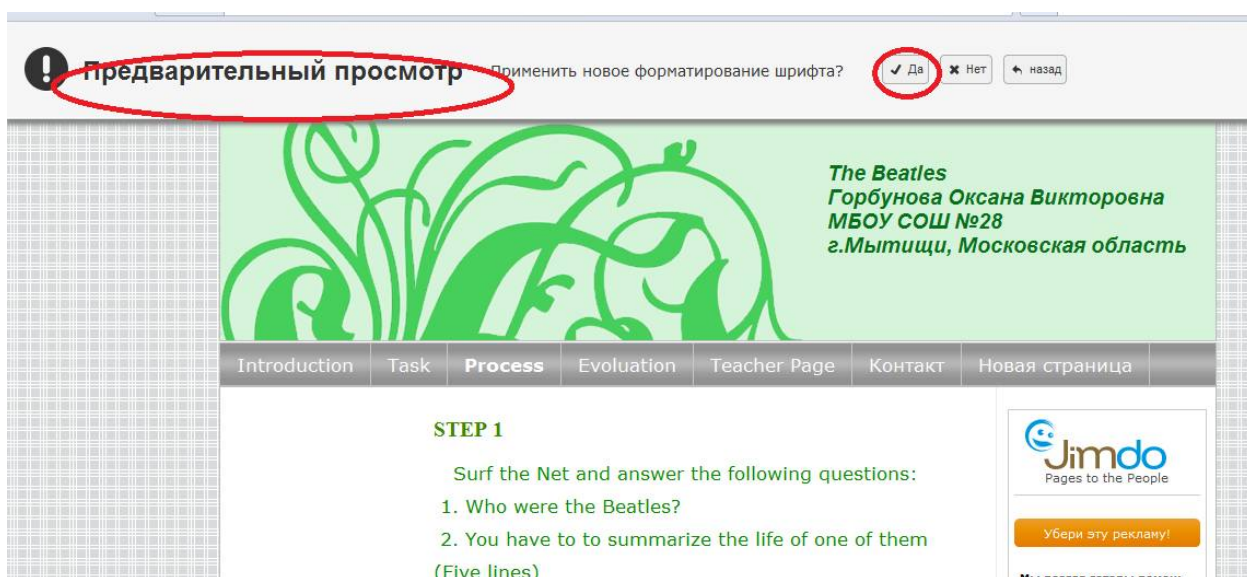 Предварительный просмотр Применить новое форматирование шрифта? Да Нет назад
The Beatles
Горбунова Оксана Викторовна
МБОУ СОШ №28
г.Мытищи, Московская область
Introduction Task Process Evoluation Teacher Page Контакт Новая страница
STEP 1
Surf the Net and answer the following questions:
1. Who were the Beatles?
2. You have to to summarize the life of one of them
(Five lines)
Jimdo
Pages to the People
Убери эту рекламу!